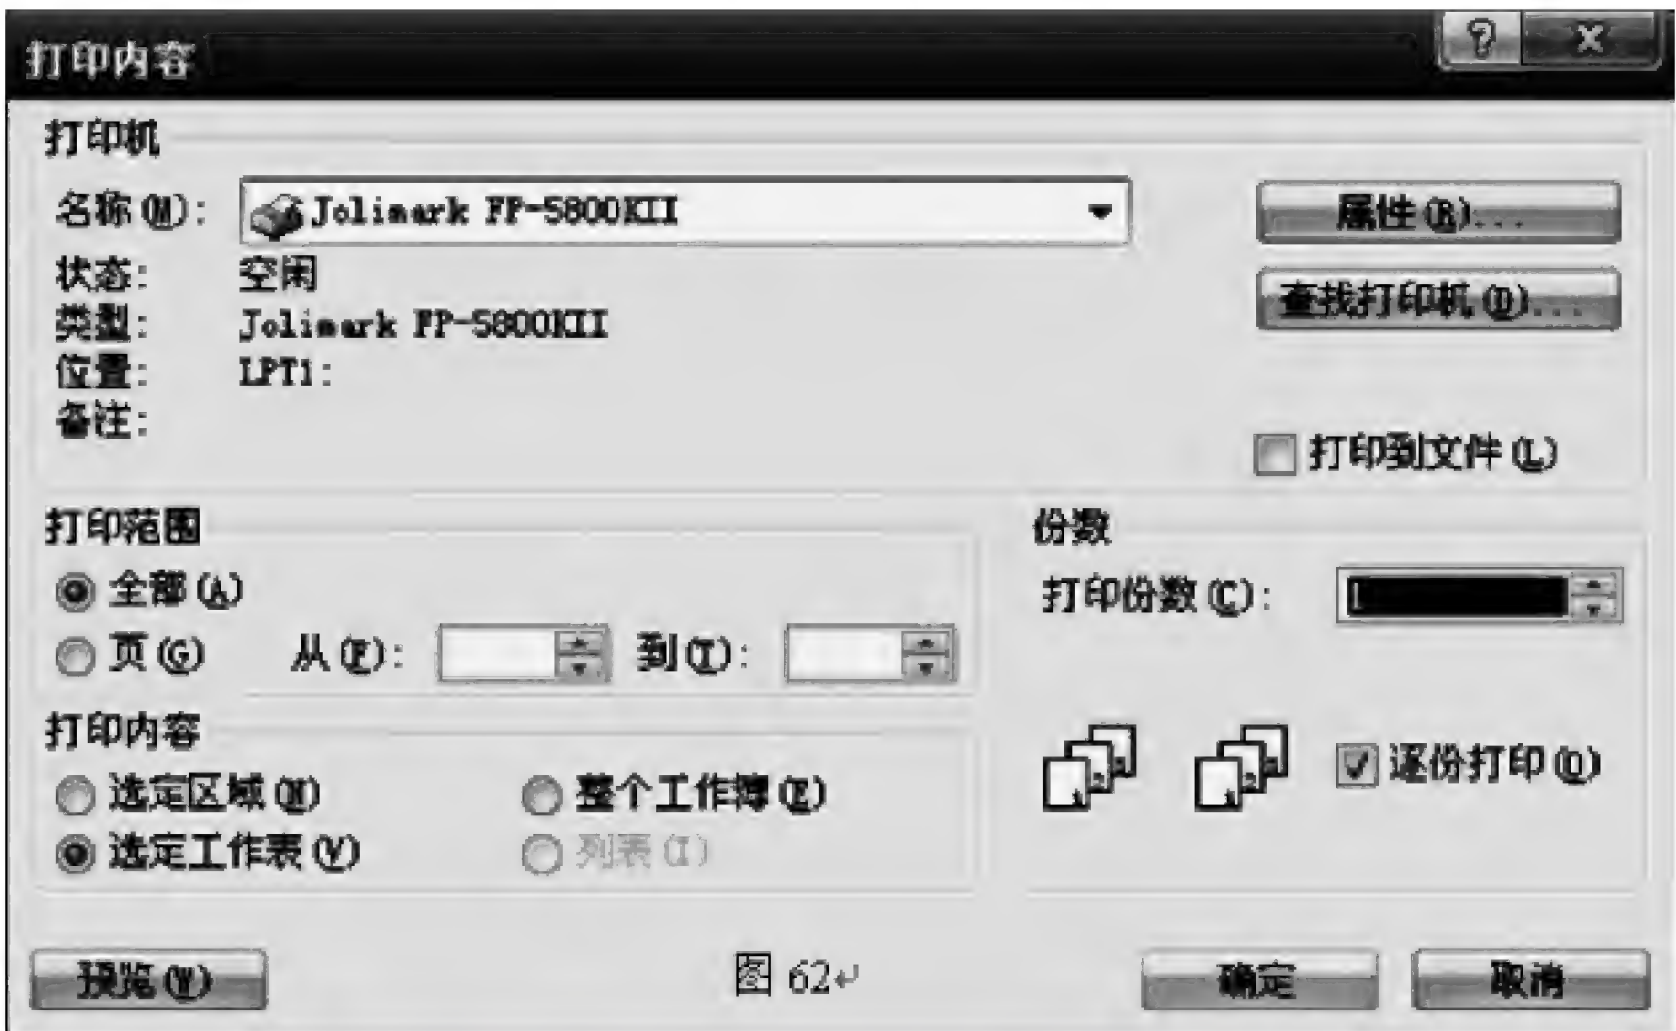 打印内容
打印机
名称(M): Jolimark FP-5800KII 属性(R)...
状态: 空闲
查找打印机(D)...
类型: Jolimark FP-5800KII
位置: LPT1:
备注:
打印到文件(L)
打印范围
全部(A)
页(G) 从(F): 到(T):
份数
打印份数(C):
打印内容
选定区域(N) 整个工作簿(E)
选定工作表(V) 列表(I)
逐份打印(O)
预览(W) 图 62↵ 确定 取消